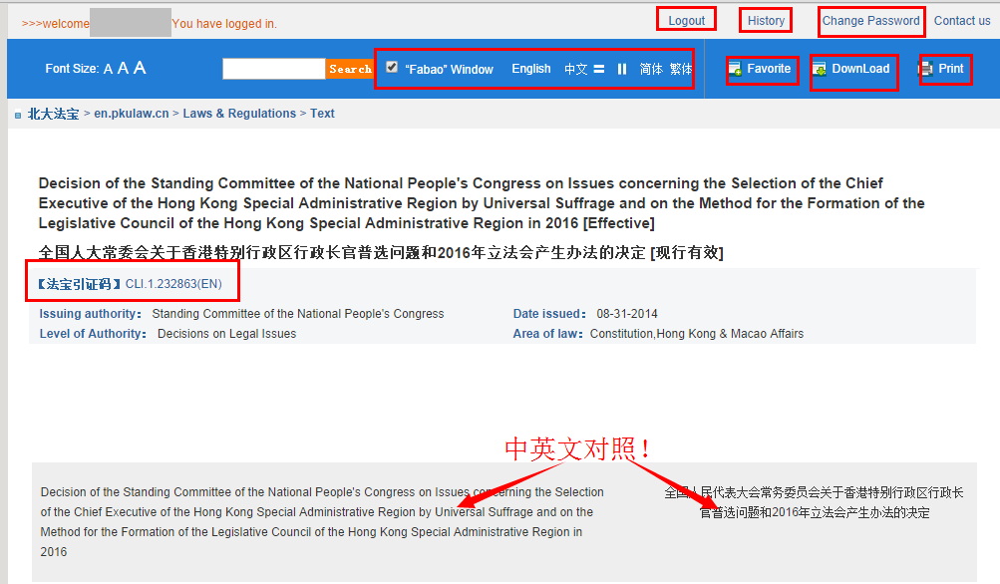 >>>welcome You have logged in. Logout History Change Password Contact us
Font Size: A A A Search "Fabao" Window English 中文 简体 繁体 Favorite DownLoad Print
北大法宝 > en.pkulaw.cn > Laws & Regulations > Text
Decision of the Standing Committee of the National People's Congress on Issues concerning the Selection of the Chief
Executive of the Hong Kong Special Administrative Region by Universal Suffrage and on the Method for the Formation of the
Legislative Council of the Hong Kong Special Administrative Region in 2016 [Effective]
全国人大常委会关于香港特别行政区行政长官普选问题和2016年立法会产生办法的决定 [现行有效]
【法宝引证码】CLI.1.232863(EN)
Issuing authority： Standing Committee of the National People's Congress Date issued： 08-31-2014
Level of Authority： Decisions on Legal Issues Area of law： Constitution,Hong Kong & Macao Affairs
中英文对照！
Decision of the Standing Committee of the National People's Congress on Issues concerning the Selection
of the Chief Executive of the Hong Kong Special Administrative Region by Universal Suffrage and on the
Method for the Formation of the Legislative Council of the Hong Kong Special Administrative Region in
2016
全国人民代表大会常务委员会关于香港特别行政区行政长
官普选问题和2016年立法会产生办法的决定